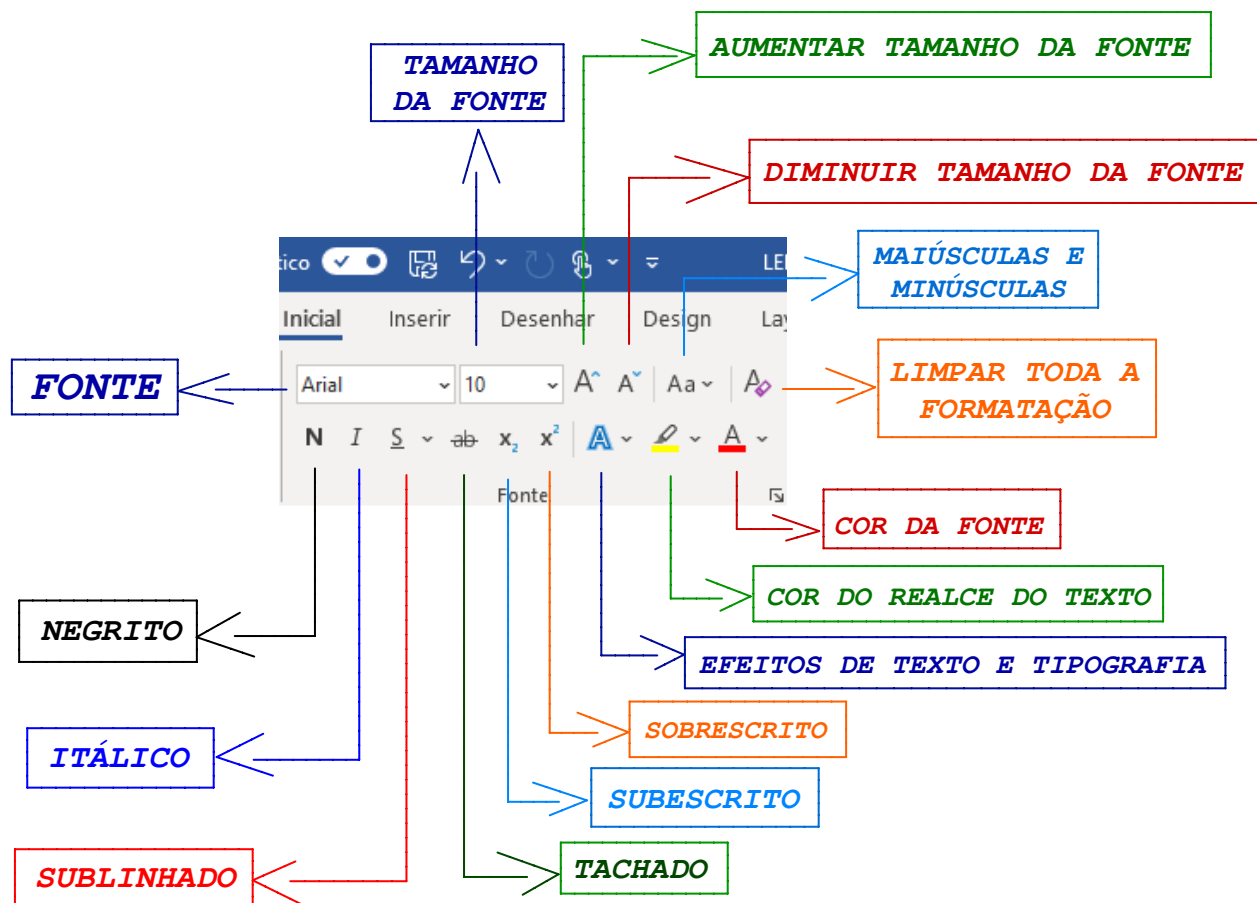 AUMENTAR TAMANHO DA FONTE
TAMANHO
DA FONTE
DIMINUIR TAMANHO DA FONTE
MAIÚSCULAS E
MINÚSCULAS
tico
LEI
Inicial Inserir Desenhar Design Lay
FONTE
Arial 10 A A Aa A
LIMPAR TODA A
FORMATAÇÃO
N I S ab x₂ x² A A
Fonte
COR DA FONTE
COR DO REALCE DO TEXTO
NEGRITO
EFEITOS DE TEXTO E TIPOGRAFIA
SOBRESCRITO
ITÁLICO
SUBESCRITO
TACHADO
SUBLINHADO